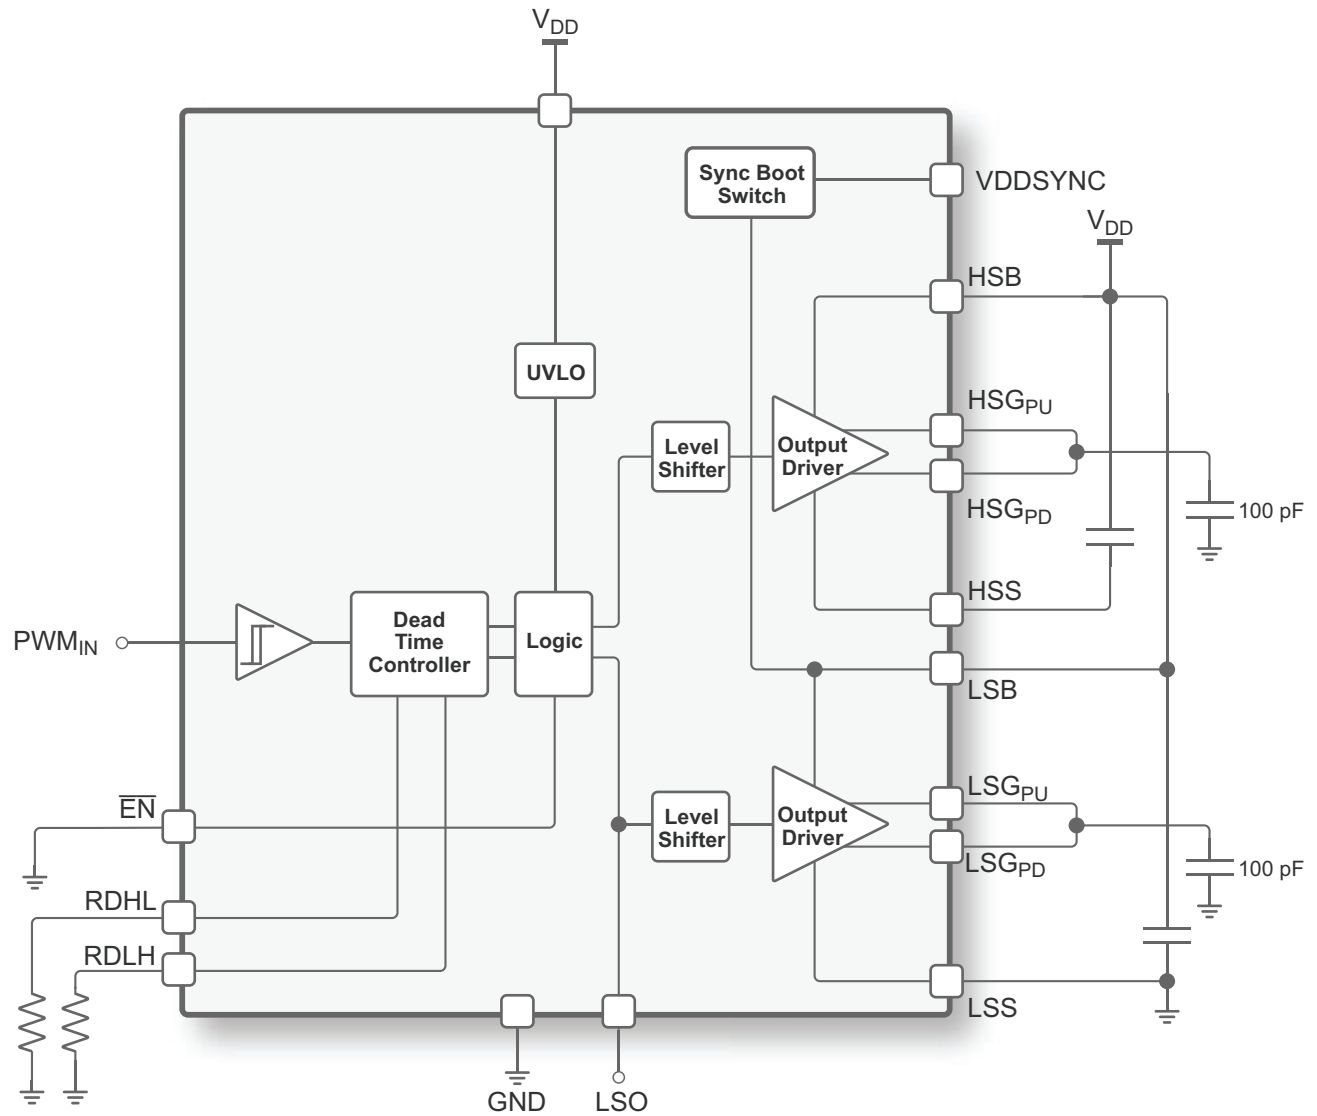 VDD
Sync Boot
Switch
VDDSYNC
VDD
HSB
UVLO
HSGPU
Level
Shifter
Output
Driver
HSGPD
100 pF
HSS
PWMIN
Dead
Time
Controller
Logic
LSB
EN
LSGPU
Level
Shifter
Output
Driver
LSGPD
100 pF
RDHL
RDLH
LSS
GND
LSO